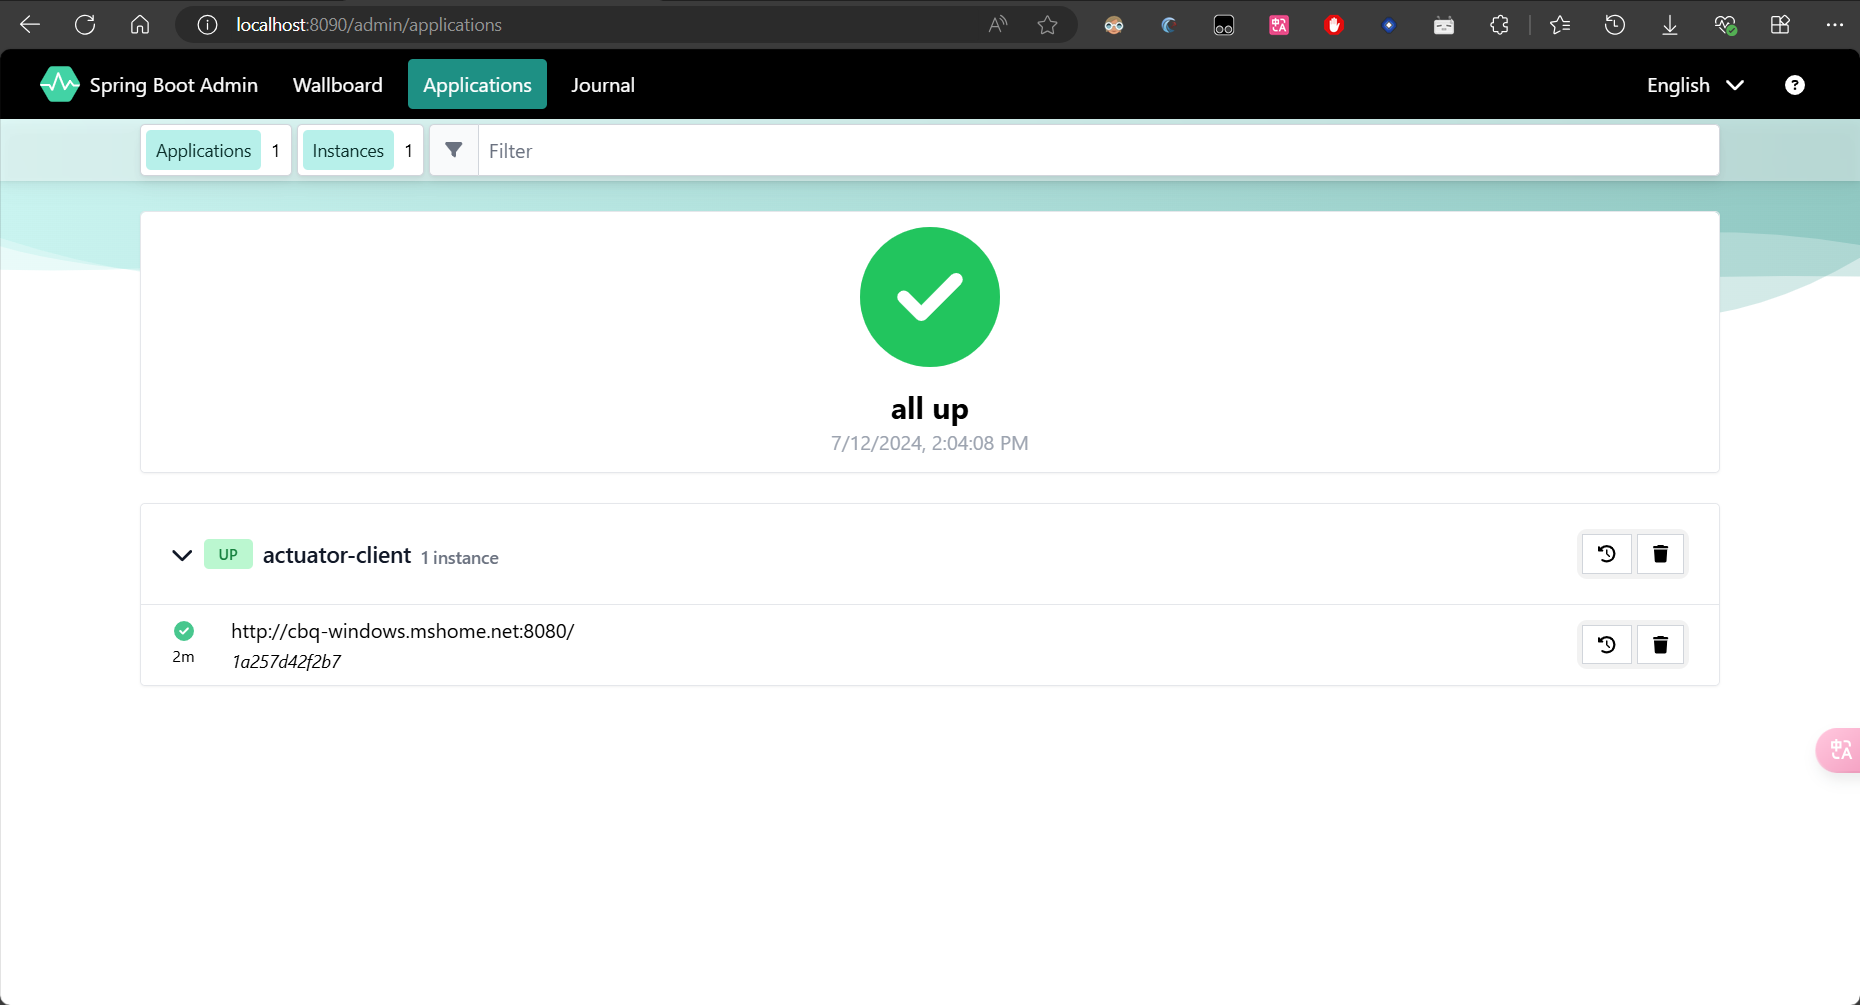 localhost:8090/admin/applications
Spring Boot Admin Wallboard Applications Journal English
Applications 1 Instances 1 Filter
all up
7/12/2024, 2:04:08 PM
UP actuator-client 1 instance
http://cbq-windows.mshome.net:8080/
2m
1a257d42f2b7